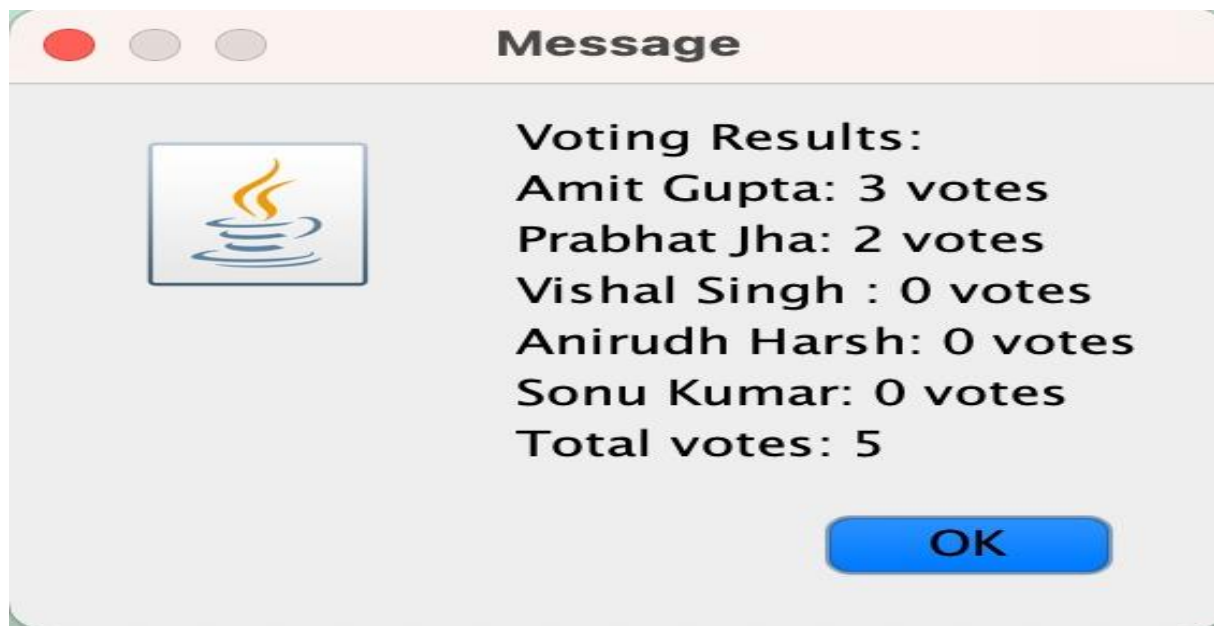 Message
Voting Results:
Amit Gupta: 3 votes
Prabhat Jha: 2 votes
Vishal Singh : 0 votes
Anirudh Harsh: 0 votes
Sonu Kumar: 0 votes
Total votes: 5
OK